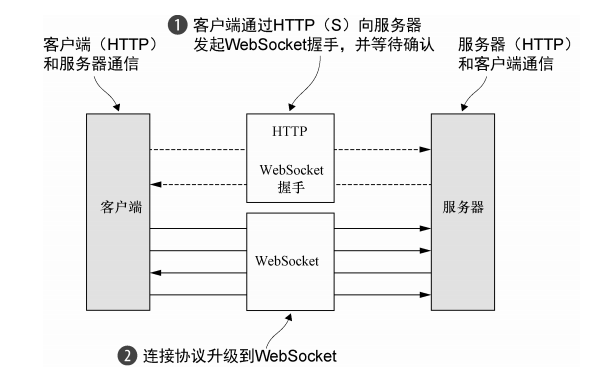 ❶ 客户端通过HTTP（S）向服务器
发起WebSocket握手，并等待确认
客户端（HTTP）
和服务器通信
服务器（HTTP）
和客户端通信
HTTP
WebSocket
握手
客户端
服务器
WebSocket
❷ 连接协议升级到WebSocket